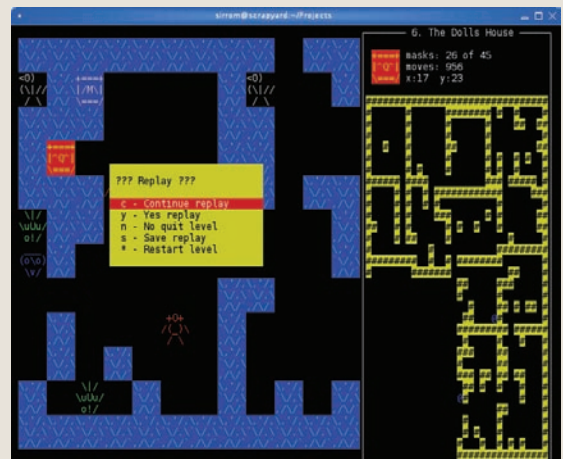 sirrom@scrapyard:~/Projects
6. The Dolls House
masks: 26 of 45
moves: 956
x:17  y:23
??? Replay ???
c - Continue replay
y - Yes replay
n - No quit level
s - Save replay
* - Restart level